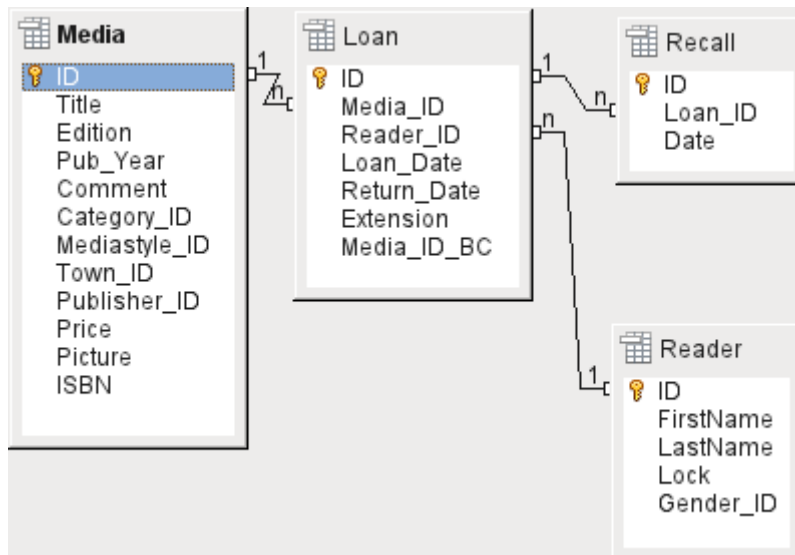 Media
ID
Title
Edition
Pub_Year
Comment
Category_ID
Mediastyle_ID
Town_ID
Publisher_ID
Price
Picture
ISBN
1
n
Loan
ID
Media_ID
Reader_ID
Loan_Date
Return_Date
Extension
Media_ID_BC
1
n
n
1
Recall
ID
Loan_ID
Date
Reader
ID
FirstName
LastName
Lock
Gender_ID